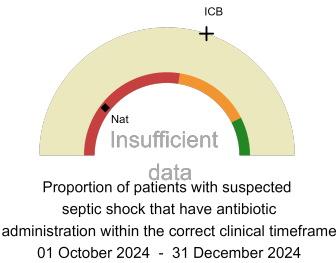 ICB
Nat
Insufficient
data
Proportion of patients with suspected
septic shock that have antibiotic
administration within the correct clinical timeframe
01 October 2024  -  31 December 2024